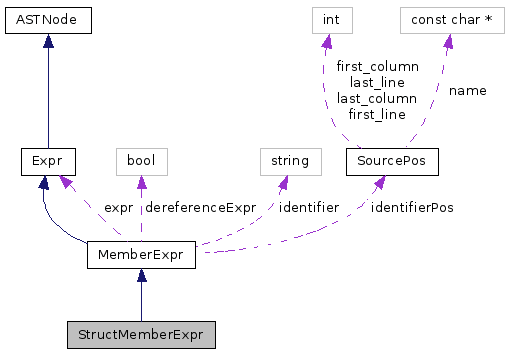 ASTNode
int
const char *
first_column
last_line
last_column
first_line
name
Expr
bool
string
SourcePos
expr
dereferenceExpr
identifier
identifierPos
MemberExpr
StructMemberExpr